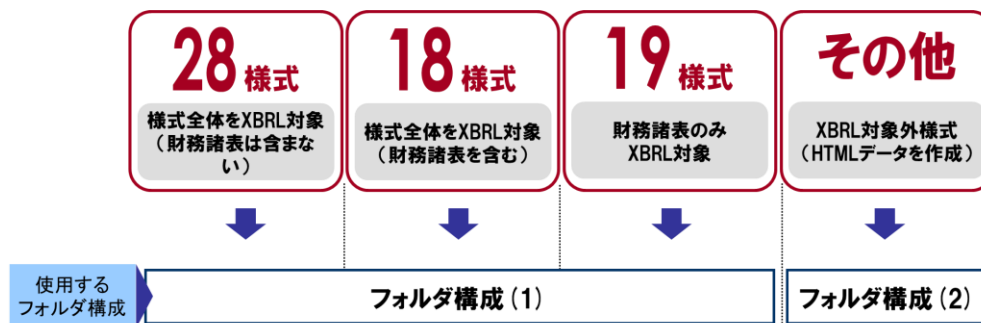 28様式
様式全体をXBRL対象
（財務諸表は含まな
い）
18様式
様式全体をXBRL対象
（財務諸表を含む）
19様式
財務諸表のみ
XBRL対象
その他
XBRL対象外様式
（HTMLデータを作成）
使用する
フォルダ構成
フォルダ構成（1）
フォルダ構成（2）